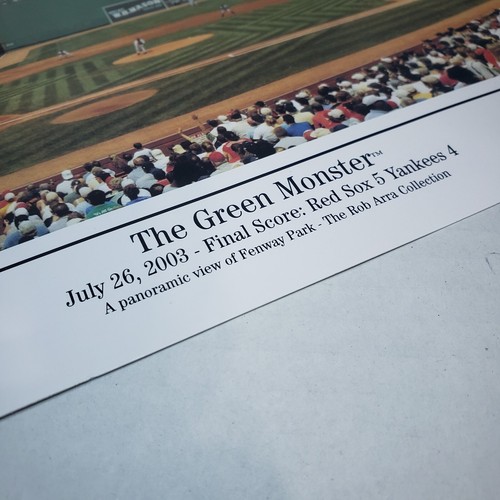 The Green Monster™
July 26, 2003 - Final Score: Red Sox 5 Yankees 4
A panoramic view of Fenway Park - The Rob Arra Collection